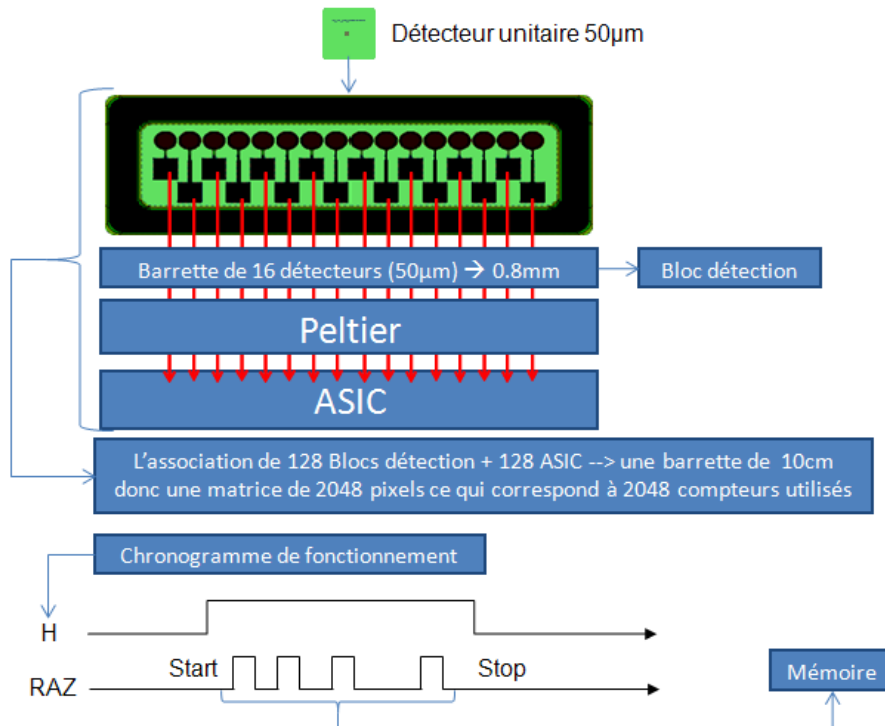 Détecteur unitaire 50µm
Barrette de 16 détecteurs (50µm) → 0.8mm
Bloc détection
Peltier
ASIC
L'association de 128 Blocs détection + 128 ASIC --> une barrette de 10cm
donc une matrice de 2048 pixels ce qui correspond à 2048 compteurs utilisés
Chronogramme de fonctionnement
H
Start
Stop
RAZ
Mémoire